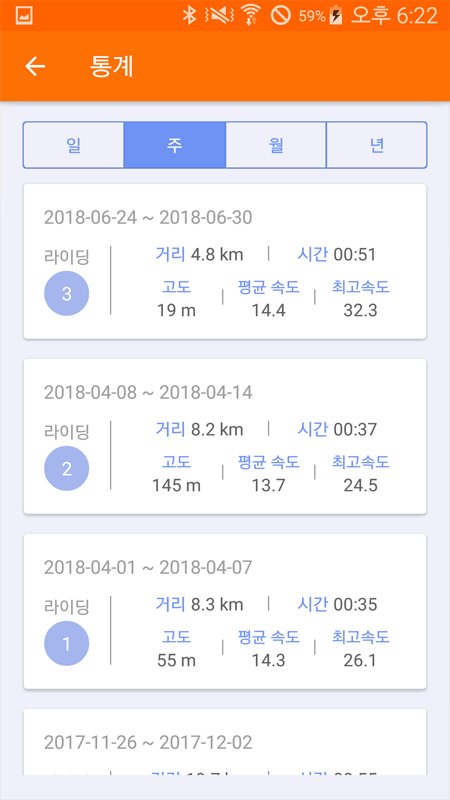 59% 오후 6:22
통계
일 주 월 년
2018-06-24 ~ 2018-06-30
라이딩 거리 4.8 km | 시간 00:51
3 고도 | 평균 속도 | 최고속도
19 m 14.4 32.3
2018-04-08 ~ 2018-04-14
라이딩 거리 8.2 km | 시간 00:37
2 고도 | 평균 속도 | 최고속도
145 m 13.7 24.5
2018-04-01 ~ 2018-04-07
라이딩 거리 8.3 km | 시간 00:35
1 고도 | 평균 속도 | 최고속도
55 m 14.3 26.1
2017-11-26 ~ 2017-12-02